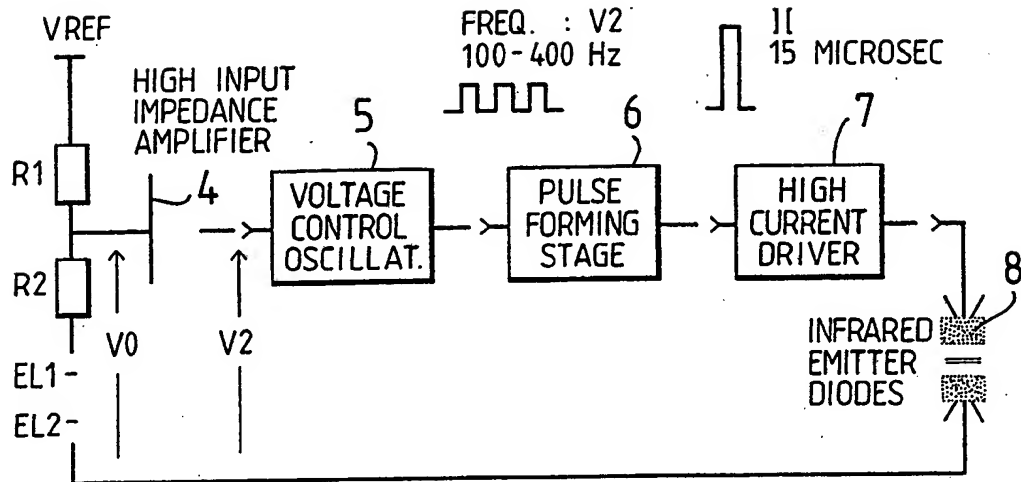 VREF
HIGH INPUT
IMPEDANCE
AMPLIFIER
4
R1
R2
V0
V2
EL1
EL2
5
VOLTAGE
CONTROL
OSCILLAT.
FREQ. : V2
100-400 Hz
6
PULSE
FORMING
STAGE
II
15 MICROSEC
7
HIGH
CURRENT
DRIVER
8
INFRARED
EMITTER
DIODES